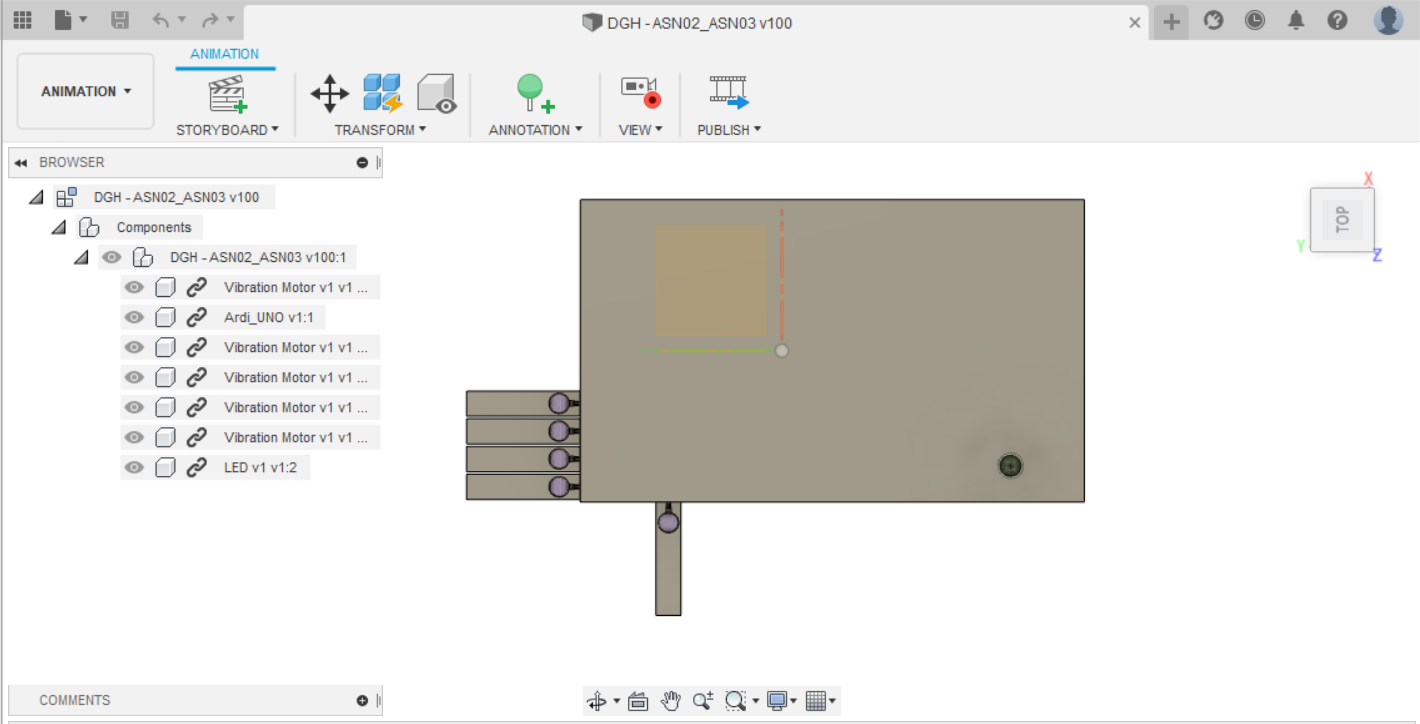 DGH - ASN02_ASN03 v100
ANIMATION
ANIMATION
STORYBOARD
TRANSFORM
ANNOTATION
VIEW
PUBLISH
BROWSER
DGH - ASN02_ASN03 v100
Components
DGH - ASN02_ASN03 v100:1
Vibration Motor v1 v1 ...
Ardi_UNO v1:1
Vibration Motor v1 v1 ...
Vibration Motor v1 v1 ...
Vibration Motor v1 v1 ...
Vibration Motor v1 v1 ...
LED v1 v1:2
X
TOP
Y
Z
COMMENTS